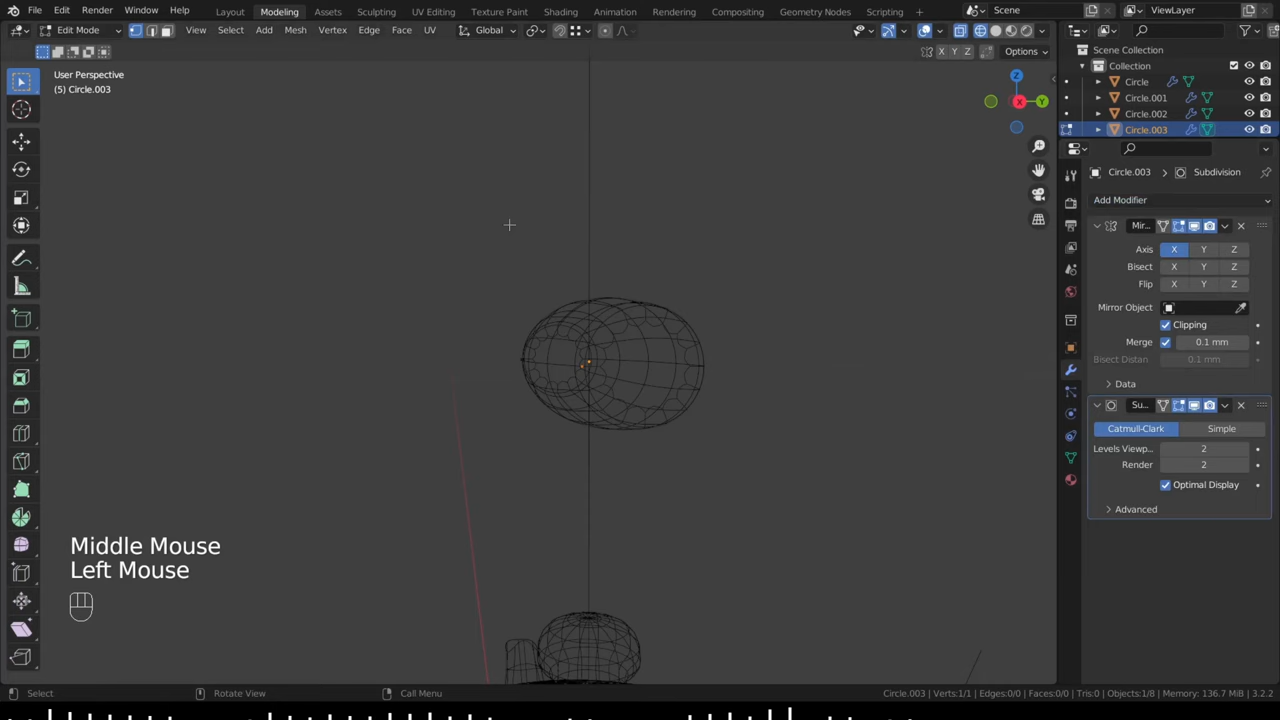 File Edit Render Window Help Layout Modeling Assets Sculpting UV Editing Texture Paint Shading Animation Rendering Compositing Geometry Nodes Scripting + Scene ViewLayer
Edit Mode View Select Add Mesh Vertex Edge Face UV Global
X Y Z Options
User Perspective
(5) Circle.003
Z
X
Y
Scene Collection
Collection
Circle
Circle.001
Circle.002
Circle.003
Circle.003 > Subdivision
Add Modifier
Mir...
Axis X Y Z
Bisect X Y Z
Flip X Y Z
Mirror Object
Clipping
Merge 0.1 mm
Bisect Distan 0.1 mm
Data
Su...
Catmull-Clark Simple
Levels Viewp... 2
Render 2
Optimal Display
Advanced
Middle Mouse
Left Mouse
Select Rotate View Call Menu Circle.003 | Verts:1/1 | Edges:0/0 | Faces:0/0 | Tris:0 | Objects:1/8 | Memory: 136.7 MiB | 3.2.2